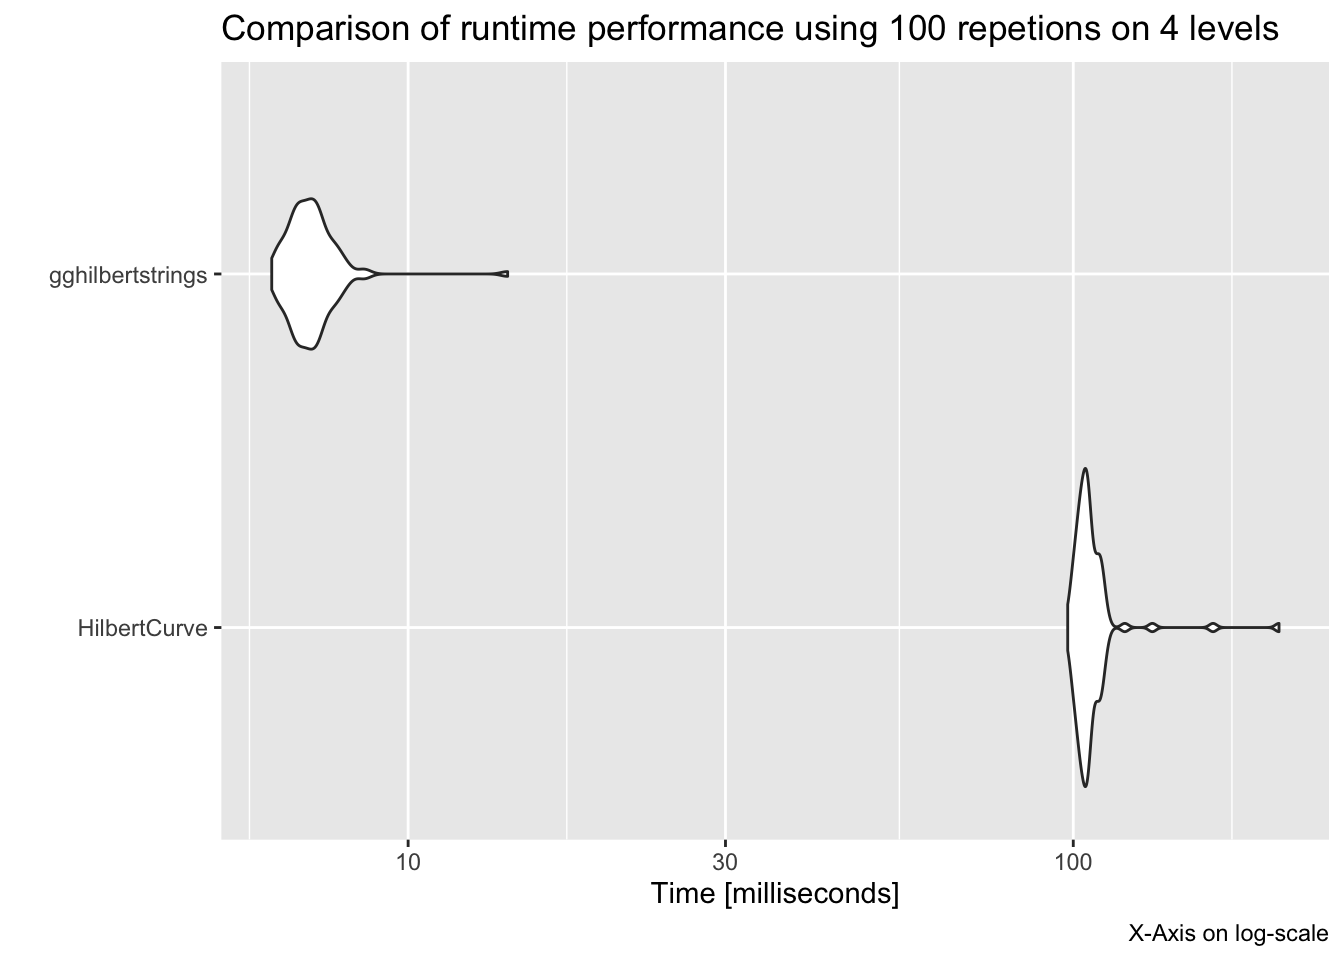 Comparison of runtime performance using 100 repetions on 4 levels
gghilbertstrings
HilbertCurve
10 30 100
Time [milliseconds]
X-Axis on log-scale